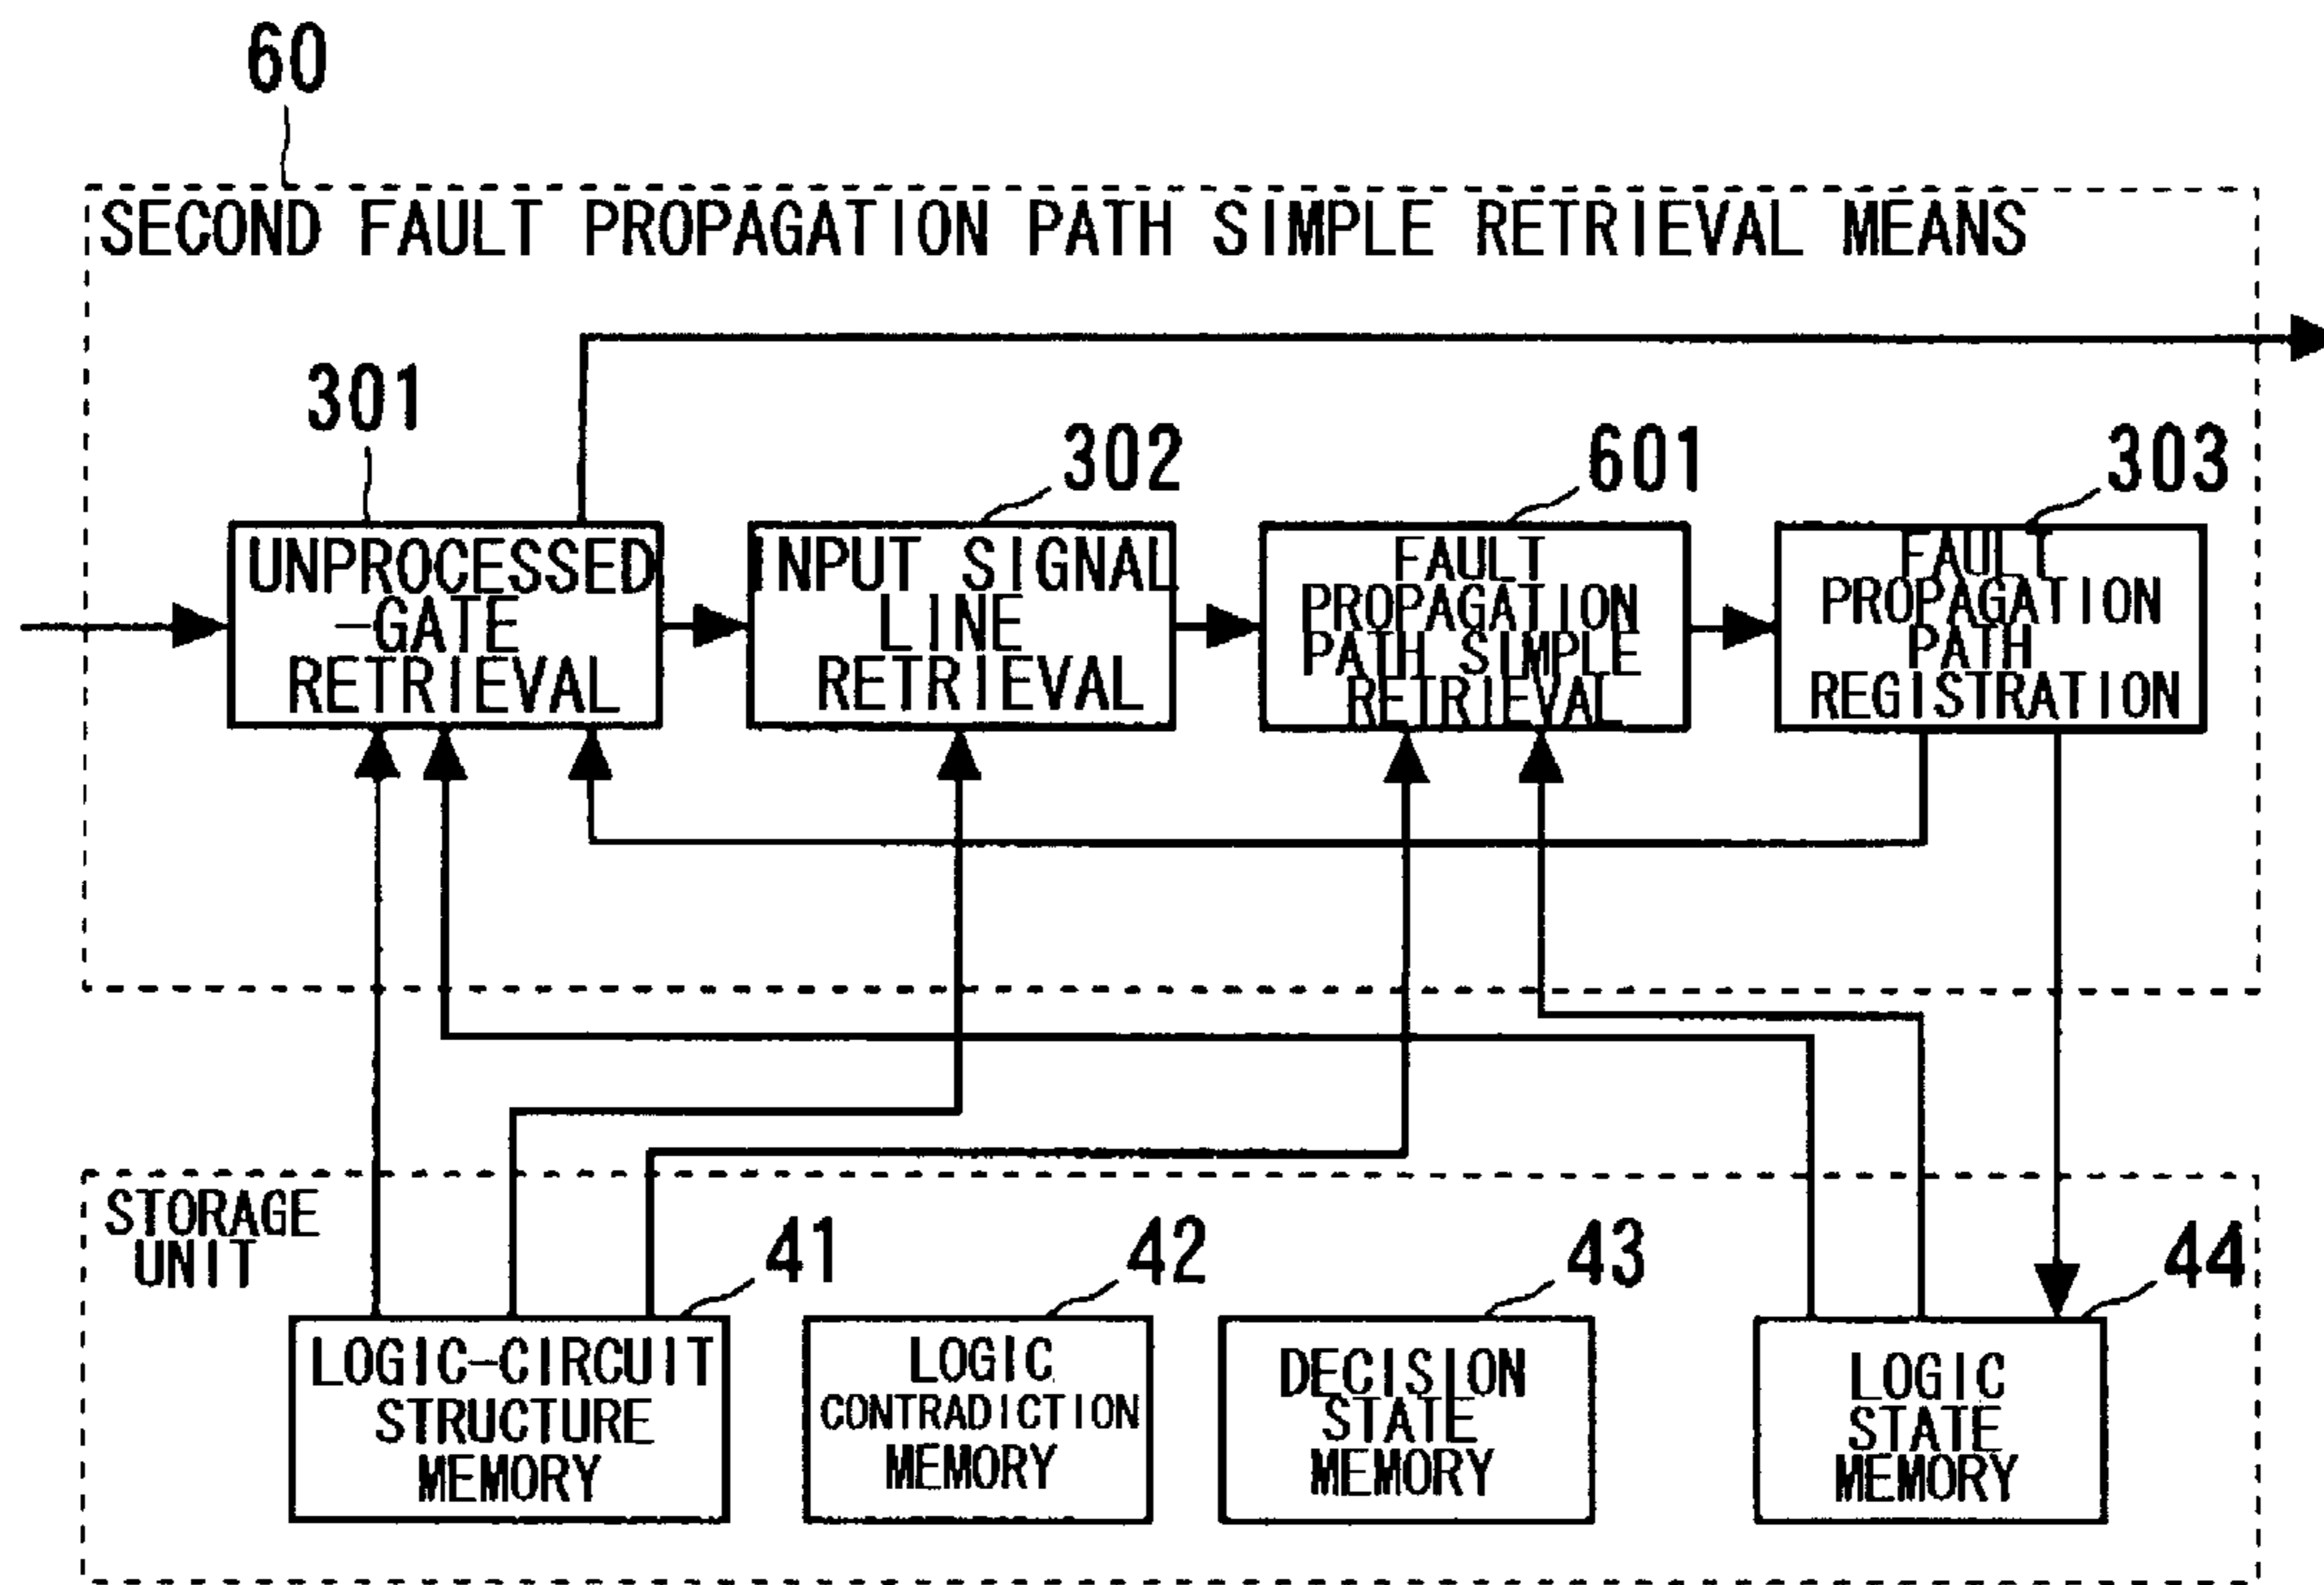 60
SECOND FAULT PROPAGATION PATH SIMPLE RETRIEVAL MEANS
301
302
601
303
UNPROCESSED
-GATE
RETRIEVAL
INPUT SIGNAL
LINE
RETRIEVAL
FAULT
PROPAGATION
PATH SIMPLE
RETRIEVAL
FAULT
PROPAGATION
PATH
REGISTRATION
STORAGE
UNIT
41
42
43
44
LOGIC-CIRCUIT
STRUCTURE
MEMORY
LOGIC
CONTRADICTION
MEMORY
DECISION
STATE
MEMORY
LOGIC
STATE
MEMORY